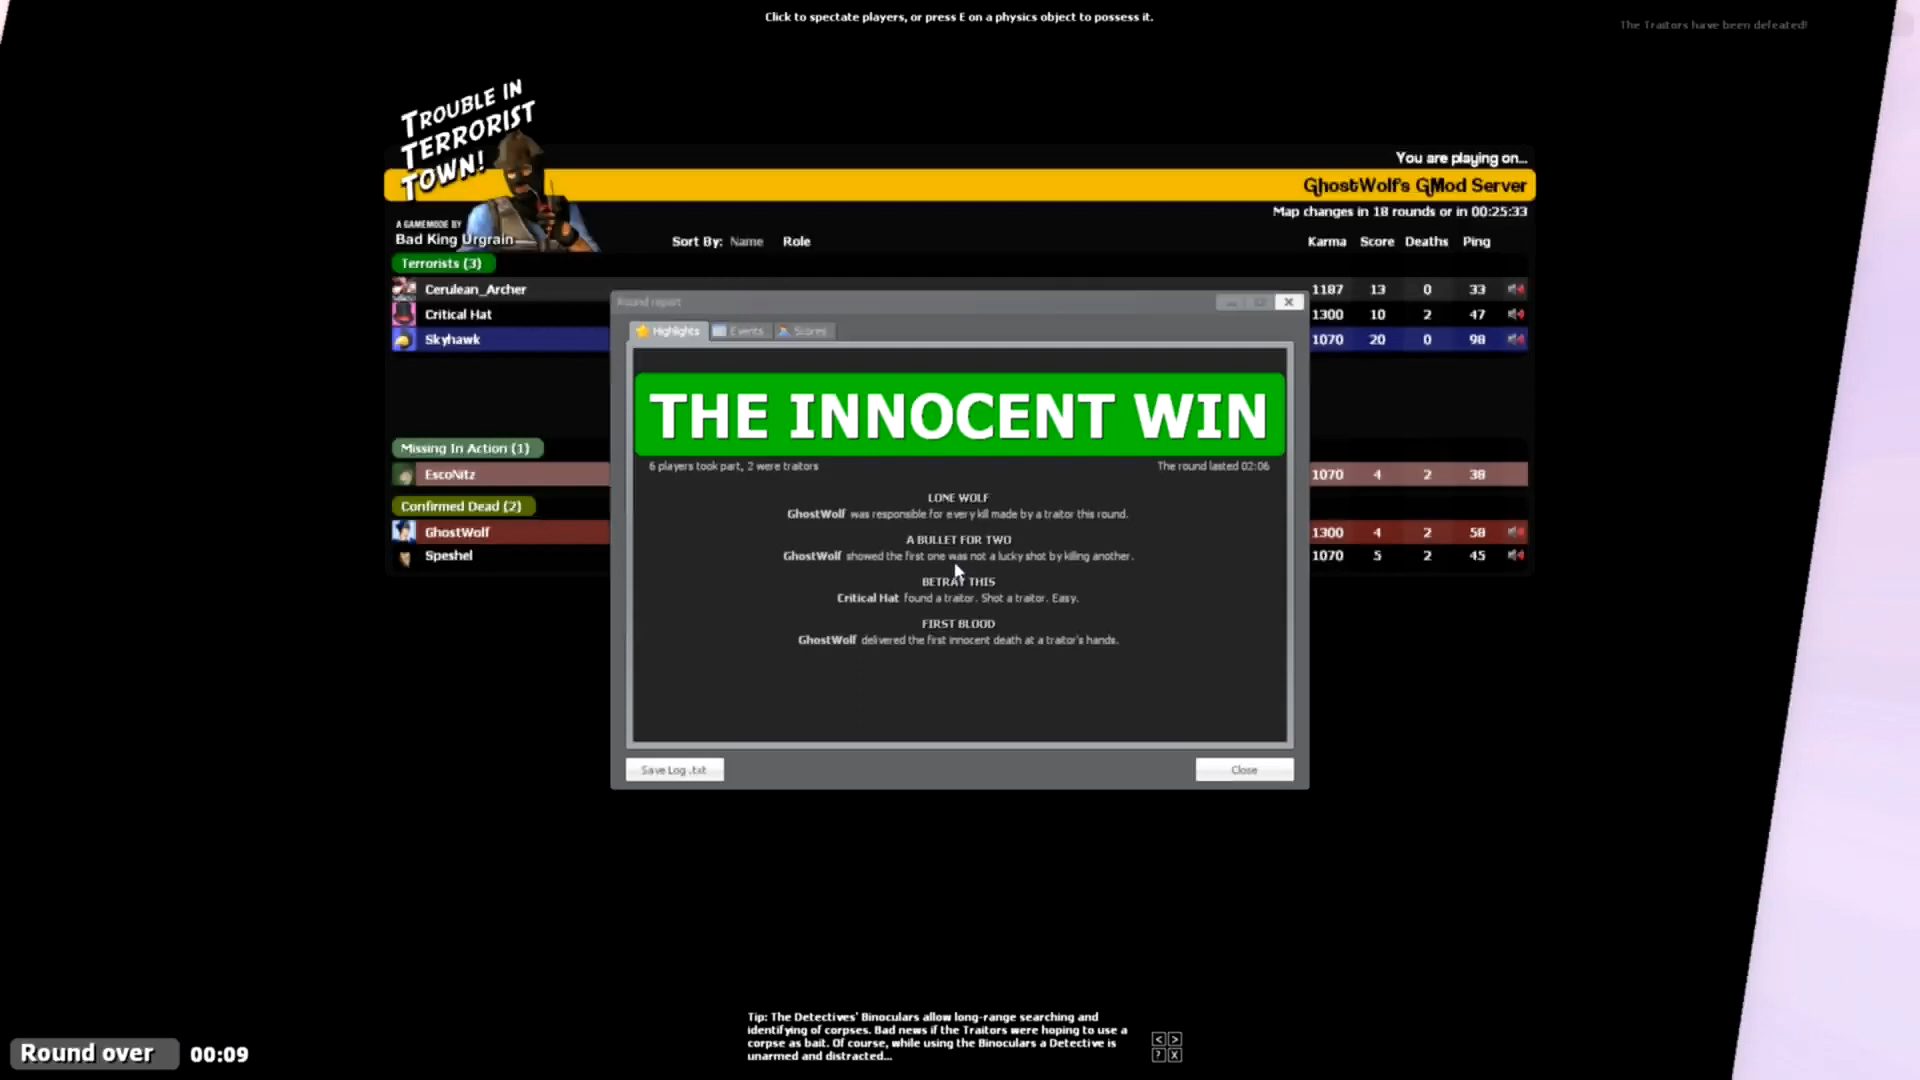 Click to spectate players, or press E on a physics object to possess it.
The Traitors have been defeated!
TROUBLE IN
TERRORIST
TOWN!
You are playing on...
GhostWolf's GMod Server
Map changes in 18 rounds or in 00:25:33
A GAMEMODE BY
Bad King Urgrain
Sort By: Name Role
Karma Score Deaths Ping
Terrorists (3)
Cerulean_Archer 1187 13 0 33
Critical Hat 1300 10 2 47
Skyhawk 1070 20 0 98
Missing In Action (1)
EscoNitz 1070 4 2 38
Confirmed Dead (2)
GhostWolf 1300 4 2 58
Speshel 1070 5 2 45
Round report
Highlights Events Scores
THE INNOCENT WIN
6 players took part, 2 were traitors
The round lasted 02:06
LONE WOLF
GhostWolf was responsible for every kill made by a traitor this round.
A BULLET FOR TWO
GhostWolf showed the first one was not a lucky shot by killing another.
BETRAY THIS
Critical Hat found a traitor. Shot a traitor. Easy.
FIRST BLOOD
GhostWolf delivered the first innocent death at a traitor's hands.
Save Log .txt
Close
Tip: The Detectives' Binoculars allow long-range searching and
identifying of corpses. Bad news if the Traitors were hoping to use a
corpse as bait. Of course, while using the Binoculars a Detective is
unarmed and distracted...
< >
? X
Round over 00:09